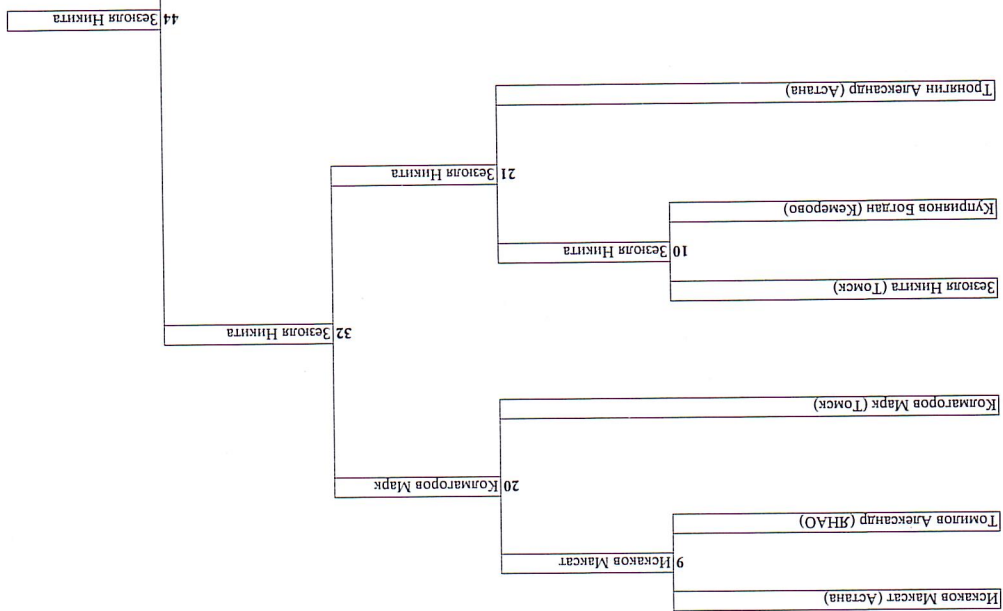 Искаков Максат (Астана)
9 Искаков Максат
Томилов Александр (ЯНАО)
20 Колмагоров Марк
Колмагоров Марк (Томск)
32 Зезюля Никита
Зезюля Никита (Томск)
10 Зезюля Никита
Куприянов Богдан (Кемерово)
21 Зезюля Никита
Тронягин Александр (Астана)
44 Зезюля Никита